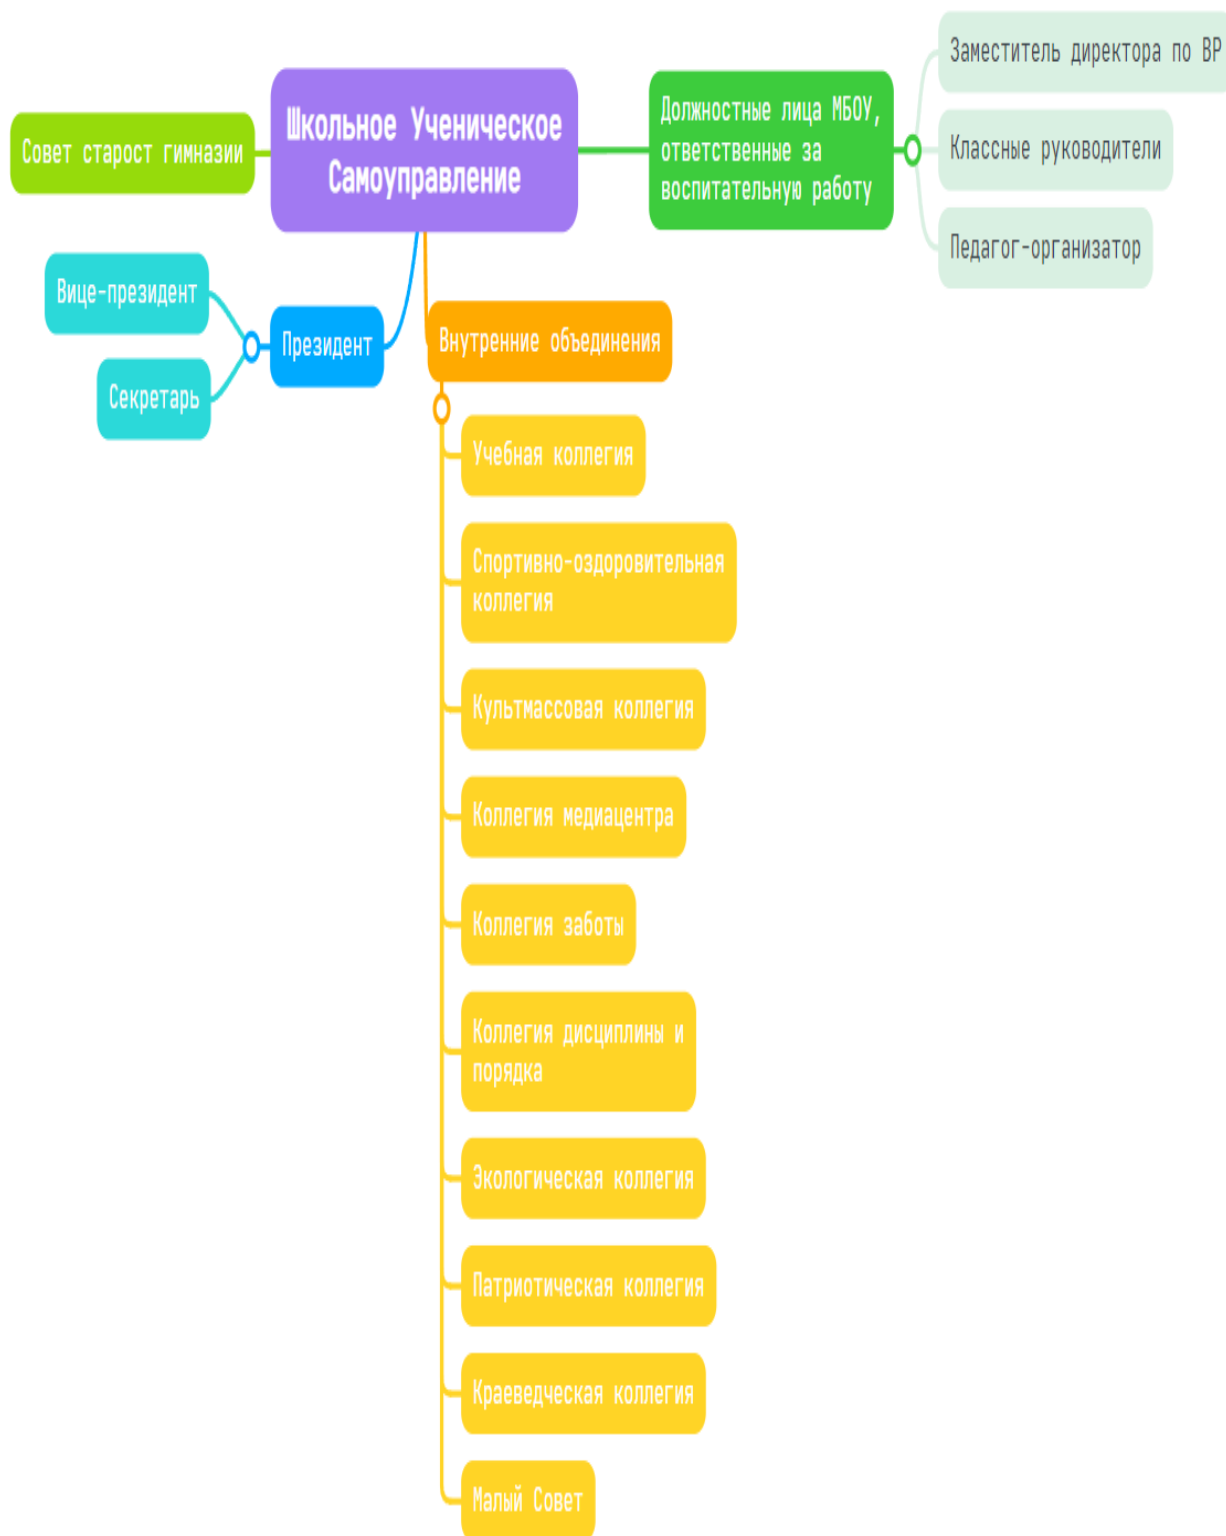 Школьное Ученическое
Самоуправление
Совет старост гимназии
Должностные лица МБОУ,
ответственные за
воспитательную работу
Заместитель директора по ВР
Классные руководители
Педагог-организатор
Вице-президент
Секретарь
Президент
Внутренние объединения
Учебная коллегия
Спортивно-оздоровительная
коллегия
Культмассовая коллегия
Коллегия медиацентра
Коллегия заботы
Коллегия дисциплины и
порядка
Экологическая коллегия
Патриотическая коллегия
Краеведческая коллегия
Малый Совет